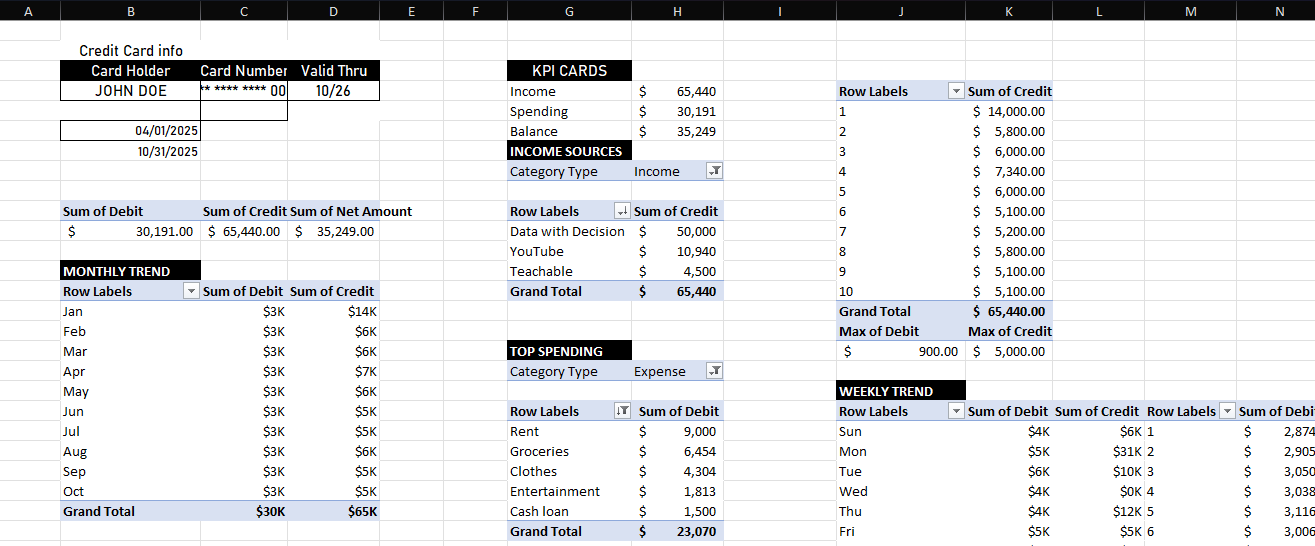 A B C D E F G H I J K L M N
Credit Card info
Card Holder Card Number Valid Thru KPI CARDS
JOHN DOE ** **** **** 00 10/26 Income $ 65,440 Row Labels Sum of Credit
Spending $ 30,191 1 $ 14,000.00
04/01/2025 Balance $ 35,249 2 $ 5,800.00
10/31/2025 INCOME SOURCES 3 $ 6,000.00
Category Type Income 4 $ 7,340.00
5 $ 6,000.00
Sum of Debit Sum of Credit Sum of Net Amount Row Labels Sum of Credit 6 $ 5,100.00
$ 30,191.00 $ 65,440.00 $ 35,249.00 Data with Decision $ 50,000 7 $ 5,200.00
YouTube $ 10,940 8 $ 5,800.00
MONTHLY TREND Teachable $ 4,500 9 $ 5,100.00
Row Labels Sum of Debit Sum of Credit Grand Total $ 65,440 10 $ 5,100.00
Jan $3K $14K Grand Total $ 65,440.00
Feb $3K $6K Max of Debit Max of Credit
Mar $3K $6K TOP SPENDING $ 900.00 $ 5,000.00
Apr $3K $7K Category Type Expense
May $3K $6K WEEKLY TREND
Jun $3K $5K Row Labels Sum of Debit Row Labels Sum of Debit Sum of Credit Row Labels Sum of Debi
Jul $3K $5K Rent $ 9,000 Sun $4K $6K 1 $ 2,874
Aug $3K $6K Groceries $ 6,454 Mon $5K $31K 2 $ 2,905
Sep $3K $5K Clothes $ 4,304 Tue $6K $10K 3 $ 3,050
Oct $3K $5K Entertainment $ 1,813 Wed $4K $0K 4 $ 3,038
Grand Total $30K $65K Cash loan $ 1,500 Thu $4K $12K 5 $ 3,116
Grand Total $ 23,070 Fri $5K $5K 6 $ 3,006